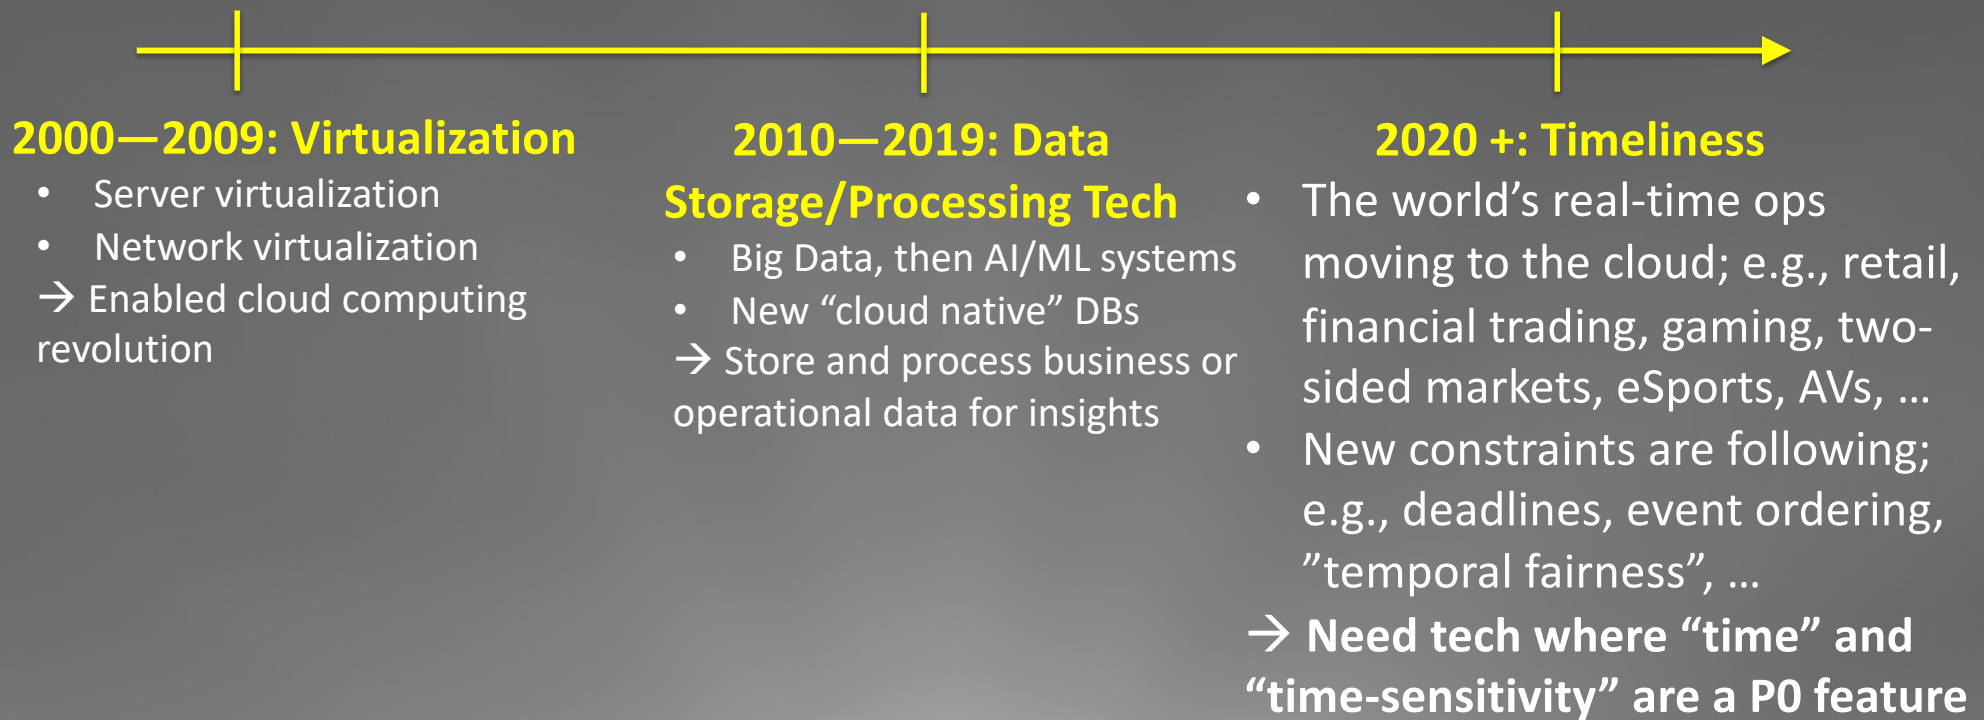 2000—2009: Virtualization
• Server virtualization
• Network virtualization
→ Enabled cloud computing
revolution
2010—2019: Data
Storage/Processing Tech
• Big Data, then AI/ML systems
• New “cloud native” DBs
→ Store and process business or
operational data for insights
2020 +: Timeliness
• The world’s real-time ops
moving to the cloud; e.g., retail,
financial trading, gaming, two-
sided markets, eSports, AVs, …
• New constraints are following;
e.g., deadlines, event ordering,
”temporal fairness”, …
→ Need tech where “time” and
“time-sensitivity” are a P0 feature